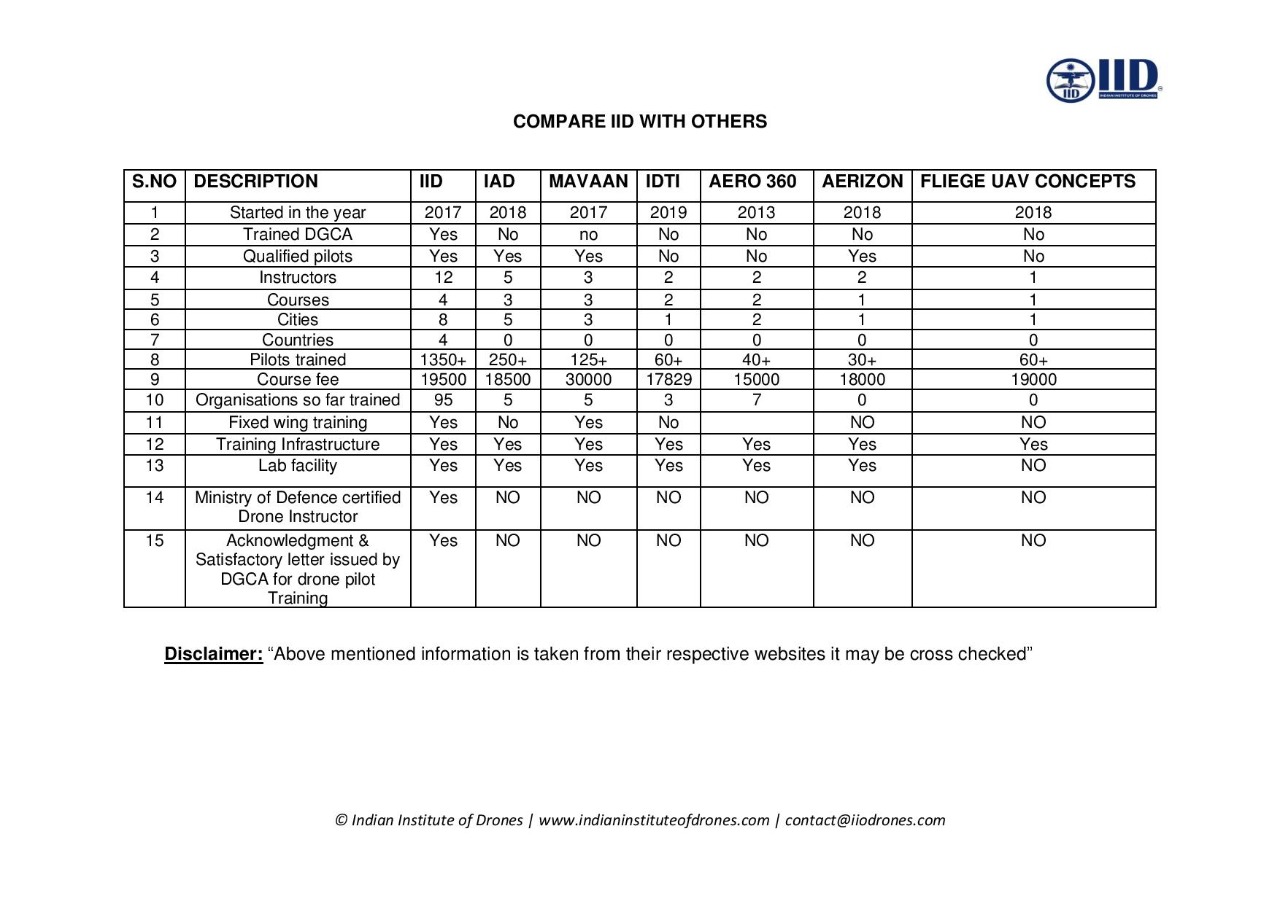 IID
IID
INDIAN INSTITUTE OF DRONES
COMPARE IID WITH OTHERS
S.NO DESCRIPTION IID IAD MAVAAN IDTI AERO 360 AERIZON FLIEGE UAV CONCEPTS
1 Started in the year 2017 2018 2017 2019 2013 2018 2018
2 Trained DGCA Yes No no No No No No
3 Qualified pilots Yes Yes Yes No No Yes No
4 Instructors 12 5 3 2 2 2 1
5 Courses 4 3 3 2 2 1 1
6 Cities 8 5 3 1 2 1 1
7 Countries 4 0 0 0 0 0 0
8 Pilots trained 1350+ 250+ 125+ 60+ 40+ 30+ 60+
9 Course fee 19500 18500 30000 17829 15000 18000 19000
10 Organisations so far trained 95 5 5 3 7 0 0
11 Fixed wing training Yes No Yes No NO NO
12 Training Infrastructure Yes Yes Yes Yes Yes Yes Yes
13 Lab facility Yes Yes Yes Yes Yes Yes NO
14 Ministry of Defence certified Yes NO NO NO NO NO NO
Drone Instructor
15 Acknowledgment & Yes NO NO NO NO NO NO
Satisfactory letter issued by
DGCA for drone pilot
Training
Disclaimer: “Above mentioned information is taken from their respective websites it may be cross checked”
© Indian Institute of Drones | www.indianinstituteofdrones.com | contact@iiodrones.com